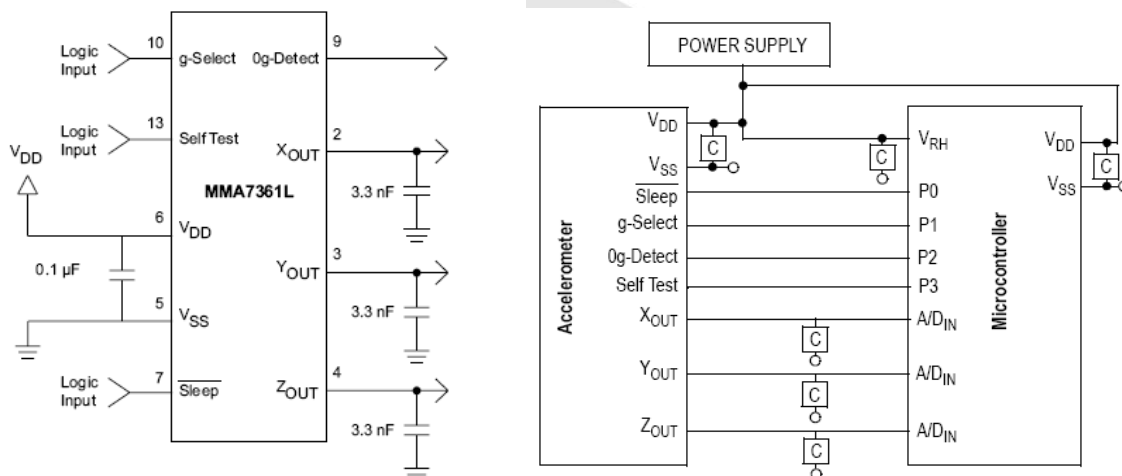 Logic
Input
10
g-Select
0g-Detect
9
Logic
Input
13
Self Test
2
XOUT
3.3 nF
MMA7361L
VDD
6
VDD
0.1 µF
3
YOUT
3.3 nF
5
VSS
Logic
Input
7
Sleep
4
ZOUT
3.3 nF
POWER SUPPLY
Accelerometer
VDD
C
VSS
Sleep
g-Select
0g-Detect
Self Test
XOUT
YOUT
ZOUT
C
C
C
C
Microcontroller
VRH
P0
P1
P2
P3
A/DIN
A/DIN
A/DIN
VDD
C
VSS